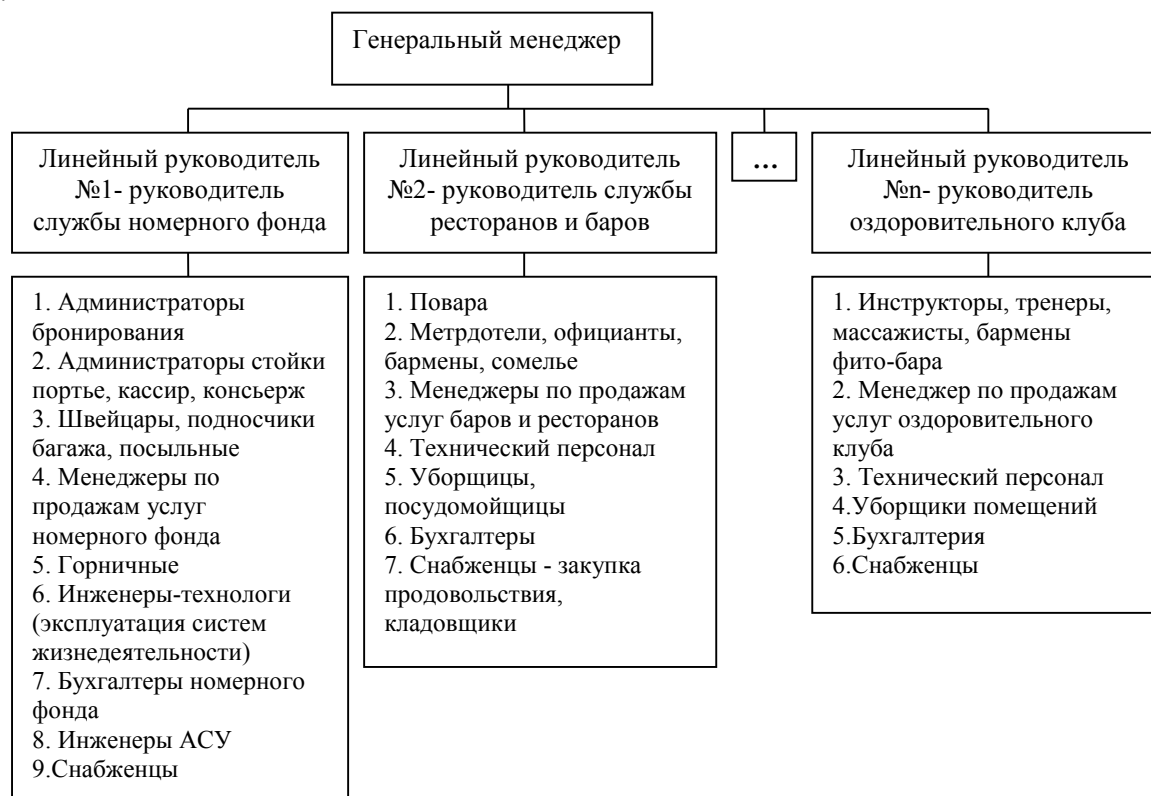 Генеральный менеджер
Линейный руководитель
№1- руководитель
службы номерного фонда
Линейный руководитель
№2- руководитель службы
ресторанов и баров
...
Линейный руководитель
№n- руководитель
оздоровительного клуба
1. Администраторы
бронирования
2. Администраторы стойки
портье, кассир, консьерж
3. Швейцары, подносчики
багажа, посыльные
4. Менеджеры по
продажам услуг
номерного фонда
5. Горничные
6. Инженеры-технологи
(эксплуатация систем
жизнедеятельности)
7. Бухгалтеры номерного
фонда
8. Инженеры АСУ
9.Снабженцы
1. Повара
2. Метрдотели, официанты,
бармены, сомелье
3. Менеджеры по продажам
услуг баров и ресторанов
4. Технический персонал
5. Уборщицы,
посудомойщицы
6. Бухгалтеры
7. Снабженцы - закупка
продовольствия,
кладовщики
1. Инструкторы, тренеры,
массажисты, бармены
фито-бара
2. Менеджер по продажам
услуг оздоровительного
клуба
3. Технический персонал
4.Уборщики помещений
5.Бухгалтерия
6.Снабженцы